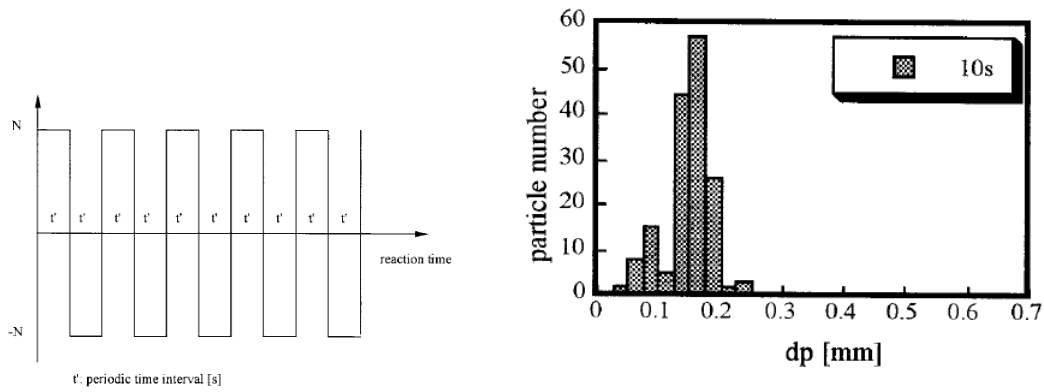 N
t' t' t' t' t' t' t' t' t' t'
reaction time
-N
t': periodic time interval [s]
60
50
40
30
20
10
0
particle number
10s
0 0.1 0.2 0.3 0.4 0.5 0.6 0.7
dp [mm]